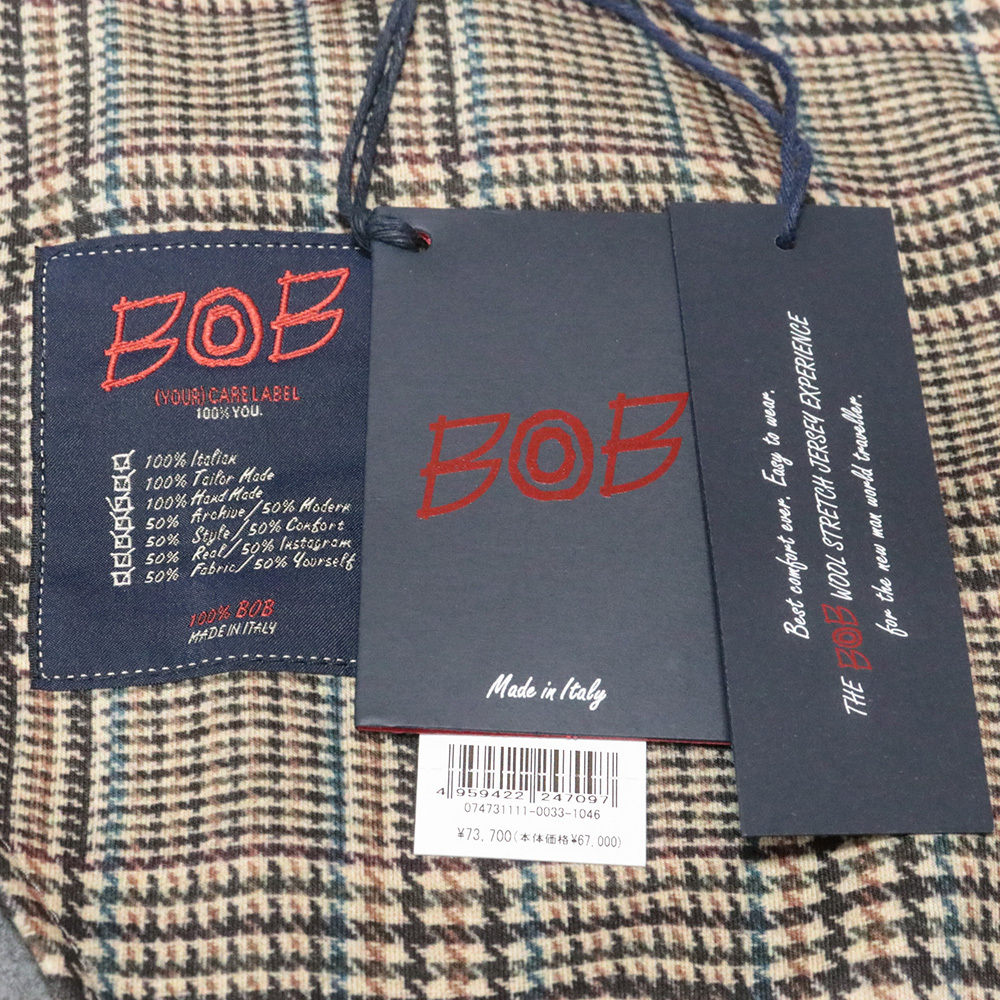 BOB
(YOUR) CARE LABEL
100% YOU.
100% Italian
100% Tailor Made
100% Hand Made
50% Archive/50% Modern
50% Style/50% Confort
50% Real/50% Instagram
50% Fabric/50% Yourself
100% BOB
MADE IN ITALY
BOB
Made in Italy
Best comfort ever. Easy to wear.
THE BOB WOOL STRETCH JERSEY EXPERIENCE
for the new man world traveller.
4 959422 247097
074731111-0033-1046
¥73,700(本体価格¥67,000)